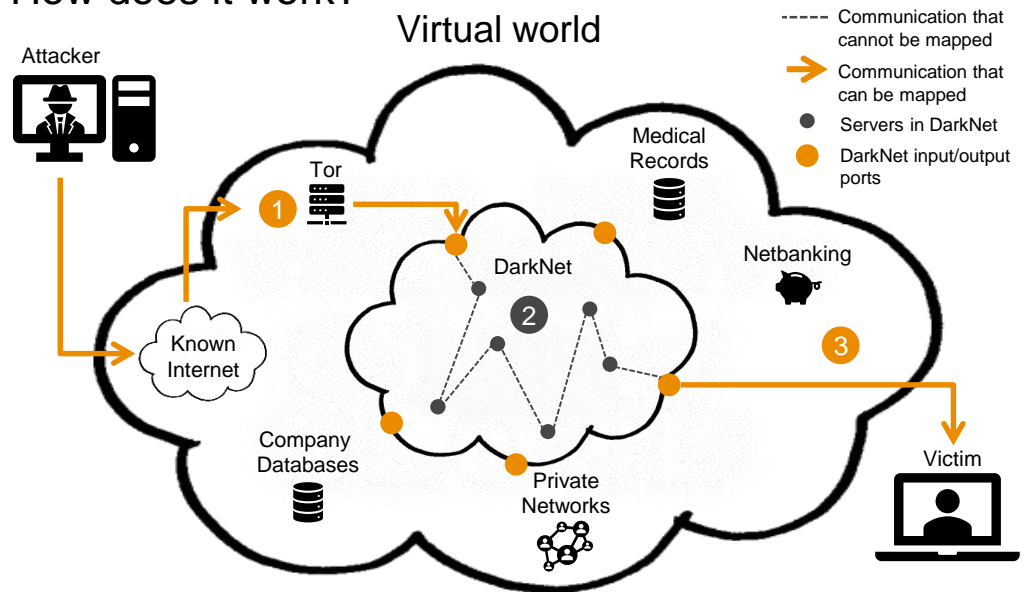 How does it work?
Virtual world
Communication that
cannot be mapped
Communication that
can be mapped
Servers in DarkNet
DarkNet input/output
ports
Attacker
Tor
1
Medical
Records
DarkNet
2
Netbanking
3
Known
Internet
Company
Databases
Private
Networks
Victim